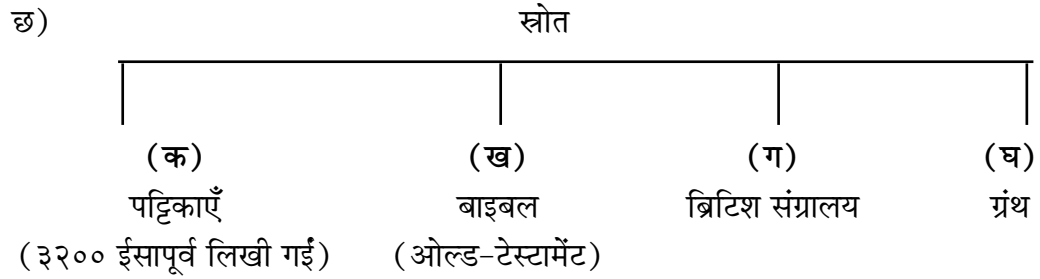 छ) स्रोत
(क) (ख) (ग) (घ)
पट्टिकाएँ बाइबल ब्रिटिश संग्रालय ग्रंथ
(३२०० ईसापूर्व लिखी गईं) (ओल्ड-टेस्टामेंट)